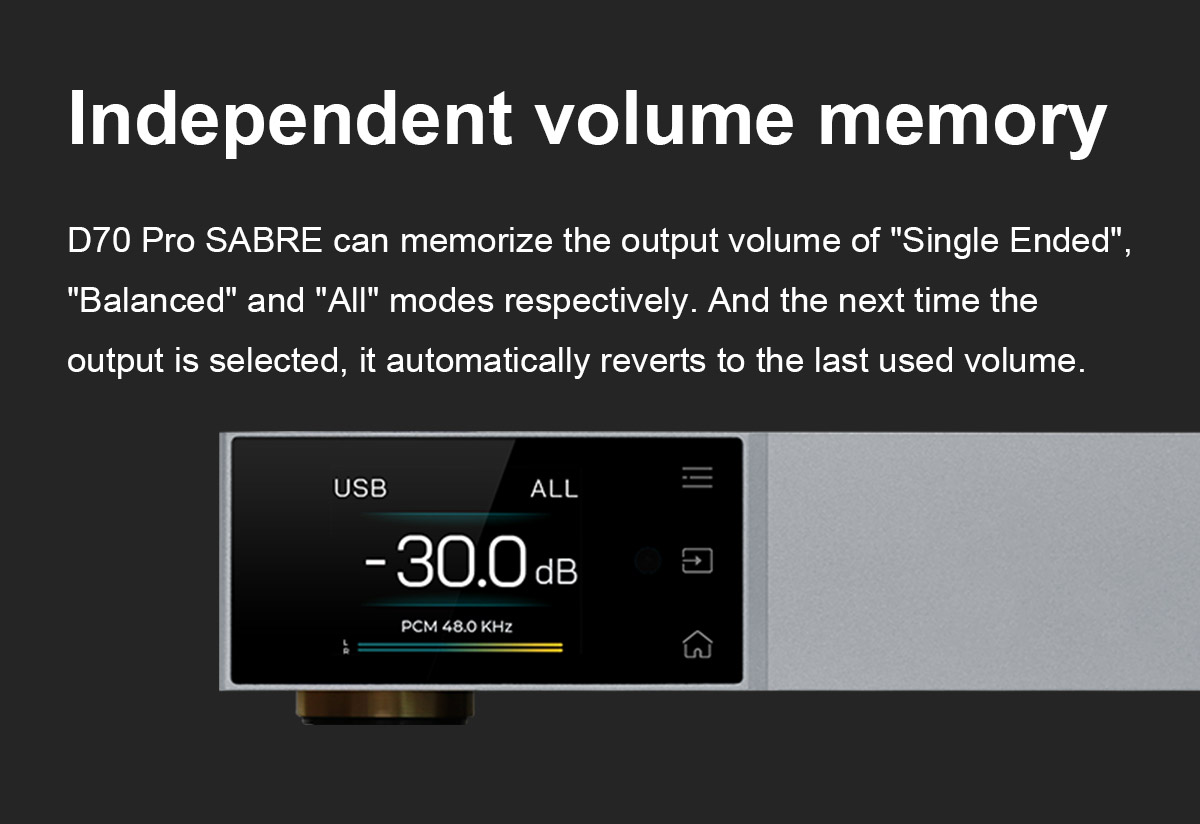 Independent volume memory
D70 Pro SABRE can memorize the output volume of "Single Ended",
"Balanced" and "All" modes respectively. And the next time the
output is selected, it automatically reverts to the last used volume.
USB ALL
-30.0 dB
PCM 48.0 KHz
L
R